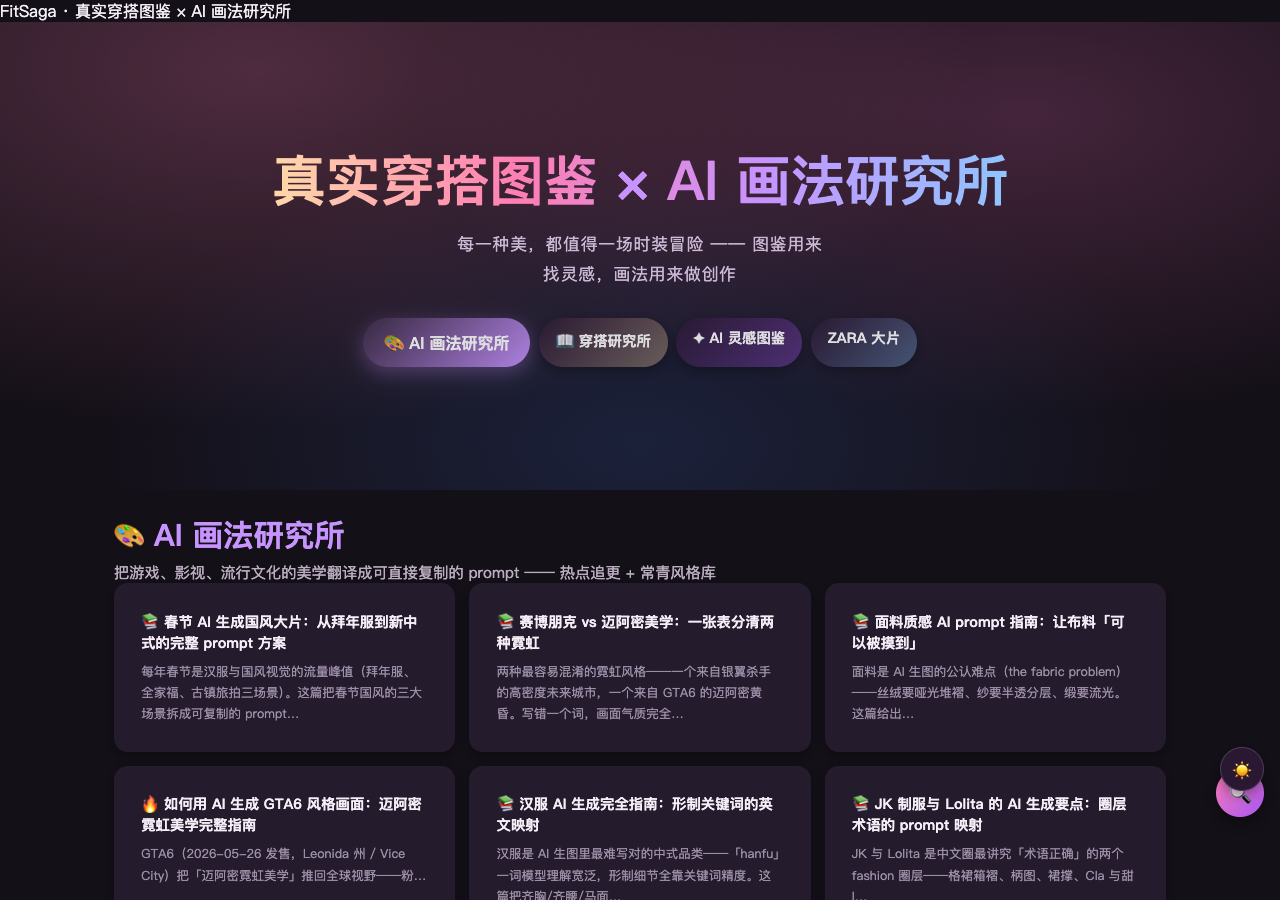 FitSaga · 真实穿搭图鉴 × AI 画法研究所
真实穿搭图鉴 × AI 画法研究所
每一种美，都值得一场时装冒险 —— 图鉴用来
找灵感，画法用来做创作
🎨 AI 画法研究所
📖 穿搭研究所
✦ AI 灵感图鉴
ZARA 大片
🎨 AI 画法研究所
把游戏、影视、流行文化的美学翻译成可直接复制的 prompt —— 热点追更 + 常青风格库
📚 春节 AI 生成国风大片：从拜年服到新中
式的完整 prompt 方案
每年春节是汉服与国风视觉的流量峰值（拜年服、
全家福、古镇旅拍三场景）。这篇把春节国风的三大
场景拆成可复制的 prompt…
📚 赛博朋克 vs 迈阿密美学：一张表分清两
种霓虹
两种最容易混淆的霓虹风格——一个来自银翼杀手
的高密度未来城市，一个来自 GTA6 的迈阿密黄
昏。写错一个词，画面气质完全…
📚 面料质感 AI prompt 指南：让布料「可
以被摸到」
面料是 AI 生图的公认难点（the fabric problem）
——丝绒要哑光堆褶、纱要半透分层、缎要流光。
这篇给出…
🔥 如何用 AI 生成 GTA6 风格画面：迈阿密
霓虹美学完整指南
GTA6（2026-05-26 发售，Leonida 州 / Vice
City）把「迈阿密霓虹美学」推回全球视野——粉…
📚 汉服 AI 生成完全指南：形制关键词的英
文映射
汉服是 AI 生图里最难写对的中式品类——「hanfu」
一词模型理解宽泛，形制细节全靠关键词精度。这
篇把齐胸/齐腰/马面…
📚 JK 制服与 Lolita 的 AI 生成要点：圈层
术语的 prompt 映射
JK 与 Lolita 是中文圈最讲究「术语正确」的两个
fashion 圈层——格裙箱褶、柄图、裙撑、Cla 与甜